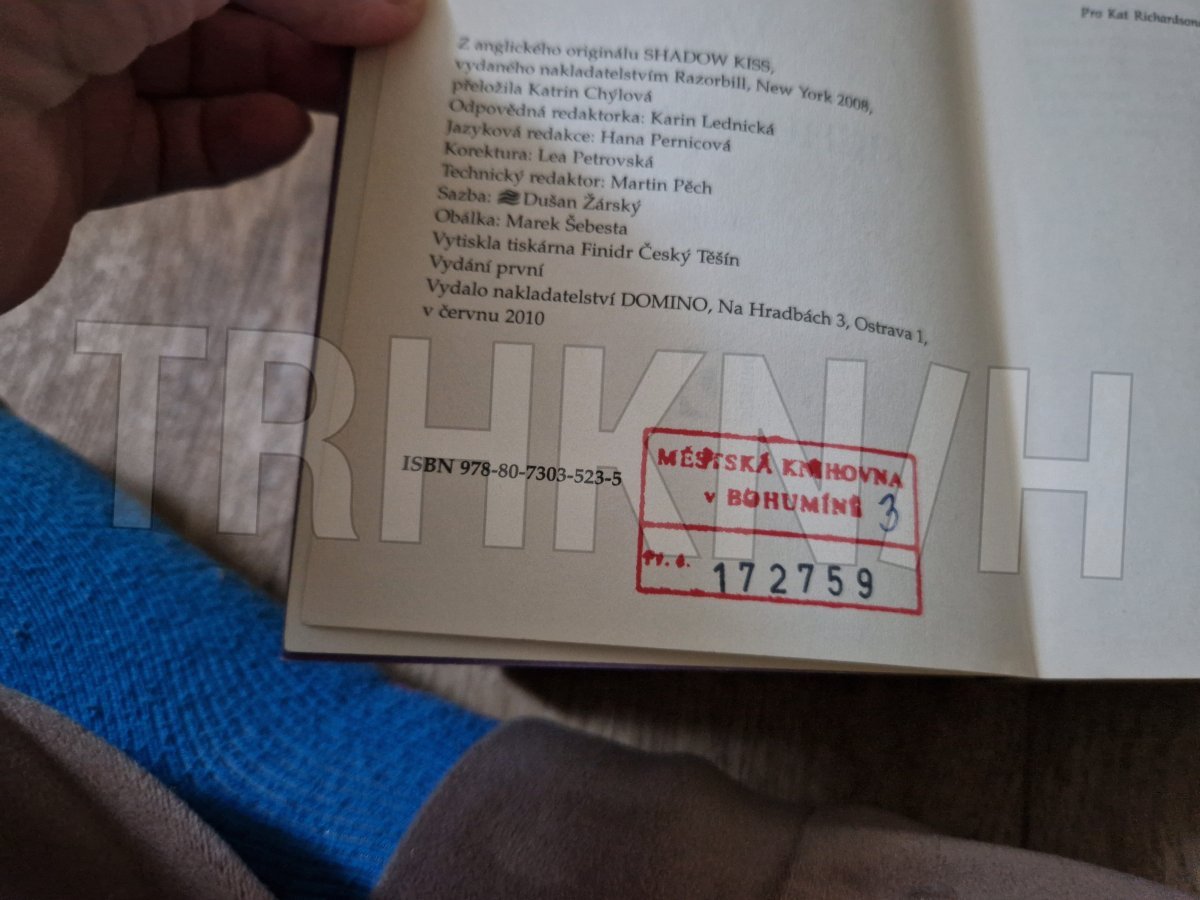 Pro Kat Richardson
Z anglického originálu SHADOW KISS,
vydaného nakladatelstvím Razorbill, New York 2008,
přeložila Katrin Chýlová
Odpovědná redaktorka: Karin Lednická
Jazyková redakce: Hana Pernicová
Korektura: Lea Petrovská
Technický redaktor: Martin Pěch
Sazba: Dušan Žárský
Obálka: Marek Šebesta
Vytiskla tiskárna Finidr Český Těšín
Vydání první
Vydalo nakladatelství DOMINO, Na Hradbách 3, Ostrava 1,
v červnu 2010
TRHKNIH
ISBN 978-80-7303-523-5
MĚSTSKÁ KNIHOVNA
v BOHUMÍNĚ 3
Př. č. 172759